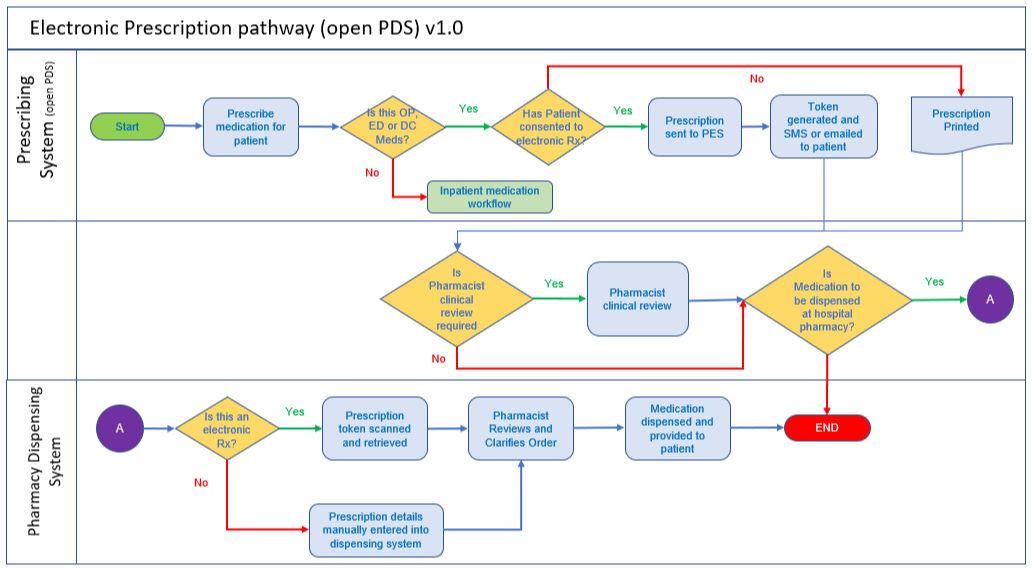 Electronic Prescription pathway (open PDS) v1.0
Prescribing
System (open PDS)
Start
Prescribe
medication for
patient
Is this OP,
ED or DC
Meds?
Yes
No
Inpatient medication
workflow
Has Patient
consented to
electronic Rx?
No
Yes
Prescription
sent to PES
Token
generated and
SMS or emailed
to patient
Prescription
Printed
Is
Pharmacist
clinical
review
required
Yes
No
Pharmacist
clinical review
Is
Medication to
be dispensed
at hospital
pharmacy?
Yes
A
Pharmacy Dispensing
System
A
Is this an
electronic
Rx?
Yes
No
Prescription
token scanned
and retrieved
Prescription details
manually entered into
dispensing system
Pharmacist
Reviews and
Clarifies Order
Medication
dispensed and
provided to
patient
END